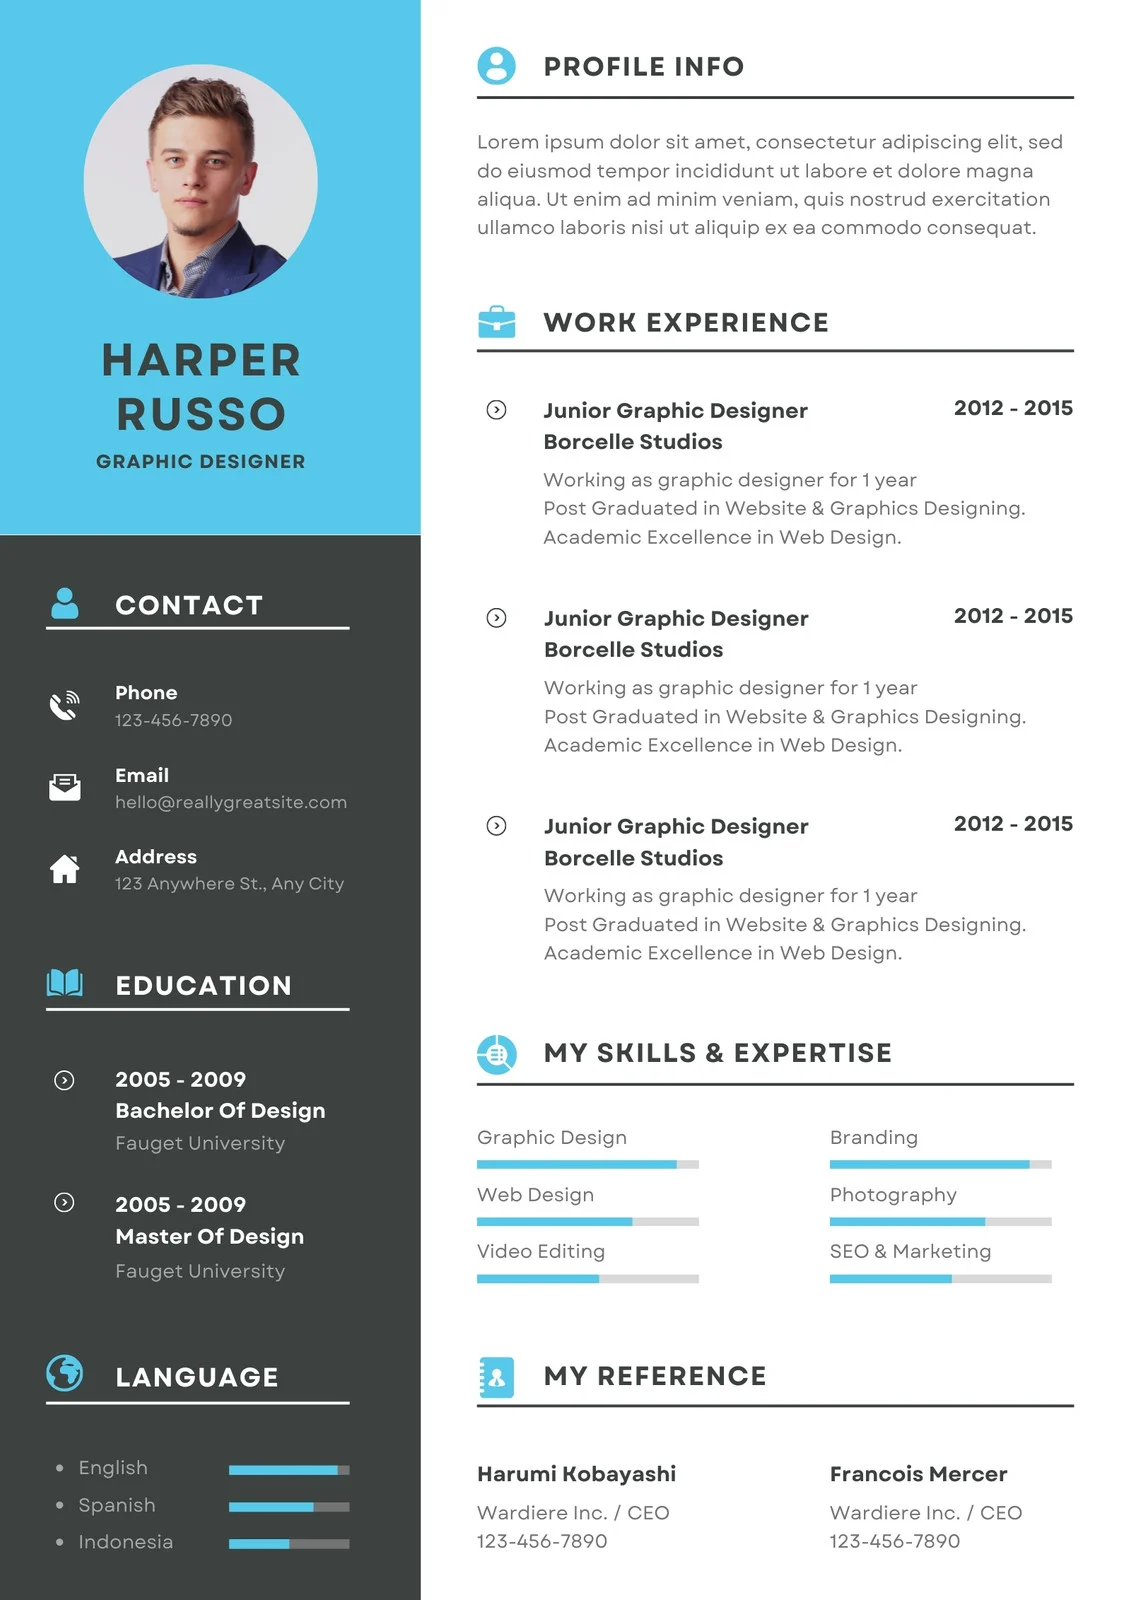 HARPER
RUSSO
GRAPHIC DESIGNER
CONTACT
Phone
123-456-7890
Email
hello@reallygreatsite.com
Address
123 Anywhere St., Any City
EDUCATION
2005 - 2009
Bachelor Of Design
Fauget University
2005 - 2009
Master Of Design
Fauget University
LANGUAGE
English
Spanish
Indonesia
PROFILE INFO
Lorem ipsum dolor sit amet, consectetur adipiscing elit, sed
do eiusmod tempor incididunt ut labore et dolore magna
aliqua. Ut enim ad minim veniam, quis nostrud exercitation
ullamco laboris nisi ut aliquip ex ea commodo consequat.
WORK EXPERIENCE
Junior Graphic Designer 2012 - 2015
Borcelle Studios
Working as graphic designer for 1 year
Post Graduated in Website & Graphics Designing.
Academic Excellence in Web Design.
Junior Graphic Designer 2012 - 2015
Borcelle Studios
Working as graphic designer for 1 year
Post Graduated in Website & Graphics Designing.
Academic Excellence in Web Design.
Junior Graphic Designer 2012 - 2015
Borcelle Studios
Working as graphic designer for 1 year
Post Graduated in Website & Graphics Designing.
Academic Excellence in Web Design.
MY SKILLS & EXPERTISE
Graphic Design
Web Design
Video Editing
Branding
Photography
SEO & Marketing
MY REFERENCE
Harumi Kobayashi
Wardiere Inc. / CEO
123-456-7890
Francois Mercer
Wardiere Inc. / CEO
123-456-7890